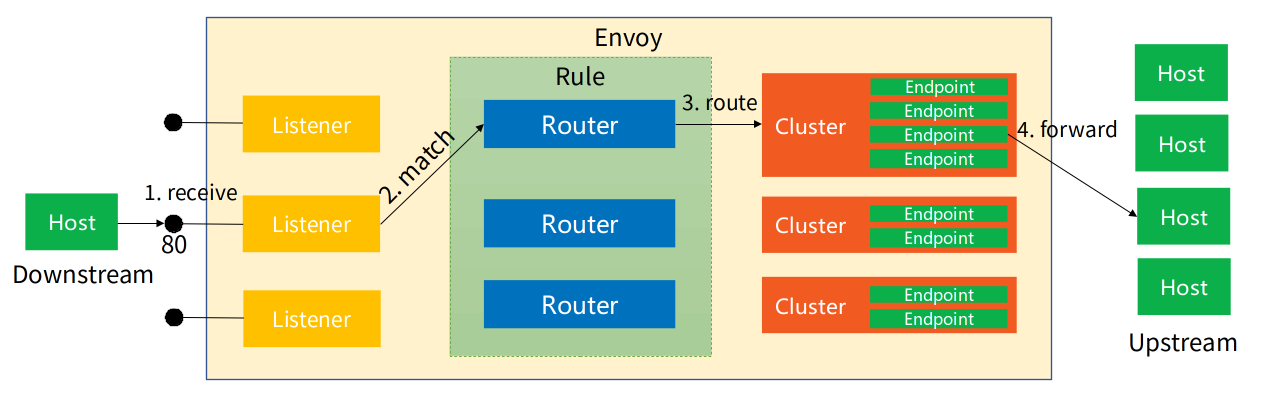 Envoy
Rule
Listener
Router
3. route
Cluster
Endpoint
Endpoint
Endpoint
Endpoint
4. forward
2. match
1. receive
Host
80
Downstream
Listener
Router
Cluster
Endpoint
Endpoint
Listener
Router
Cluster
Endpoint
Endpoint
Host
Host
Host
Host
Upstream